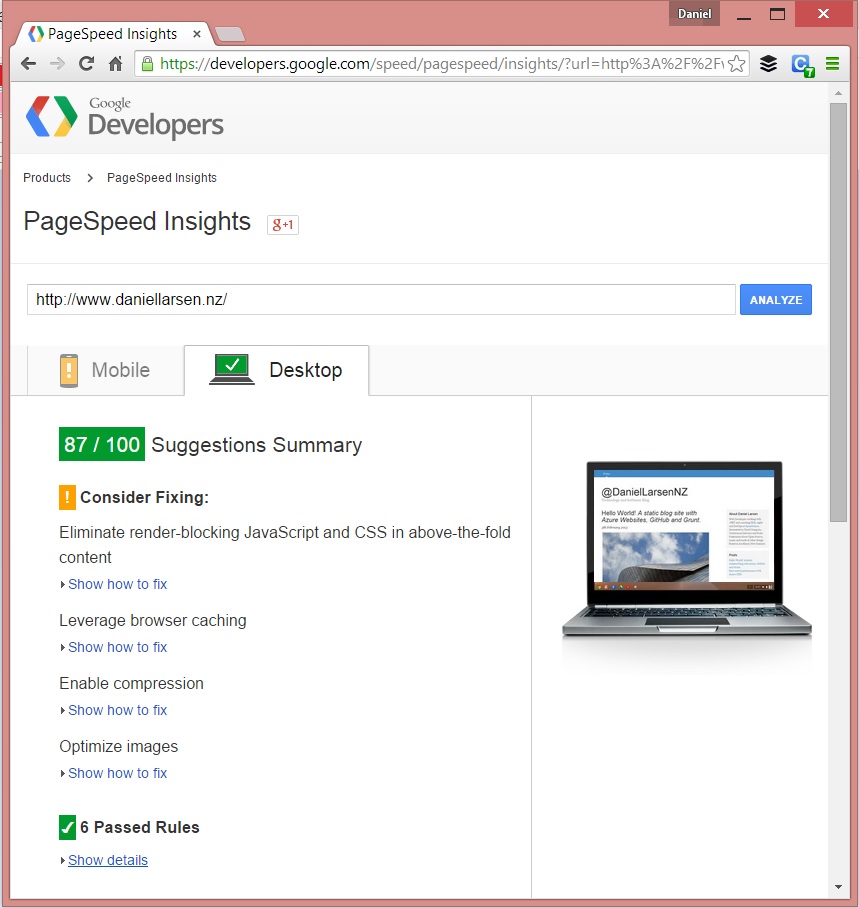 Daniel
PageSpeed Insights
https://developers.google.com/speed/pagespeed/insights/?url=http%3A%2F%2F
7
Google
Developers
Products > PageSpeed Insights
PageSpeed Insights g+1
http://www.daniellarsen.nz/ ANALYZE
Mobile Desktop
87 / 100 Suggestions Summary
! Consider Fixing:
Eliminate render-blocking JavaScript and CSS in above-the-fold
content
Show how to fix
Leverage browser caching
Show how to fix
Enable compression
Show how to fix
Optimize images
Show how to fix
6 Passed Rules
Show details
@DanielLarsenNZ
Hello World! A static blog site with
Azure Websites, GitHub and Grunt.